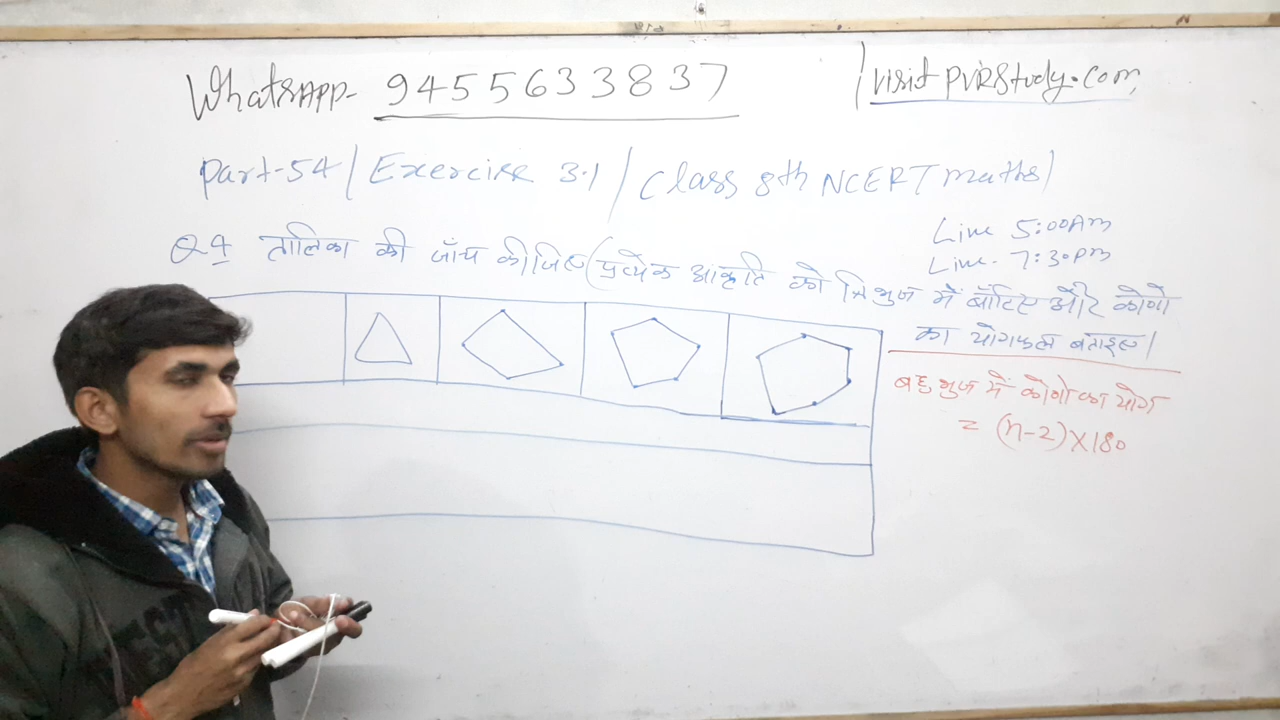 WhatsApp- 9455633837
visit PVRStudy.com
Part-54 / Exercise 3.1 / Class 8th NCERT maths /
Live 5:00Am
Live- 7:30pm
Q4 तालिका की जाँच कीजिए (प्रत्येक आकृति को त्रिभुज में बाँटिए और कोणों
का योगफल बताइए।
बहुभुज में कोणों का योग
= (n-2)×180